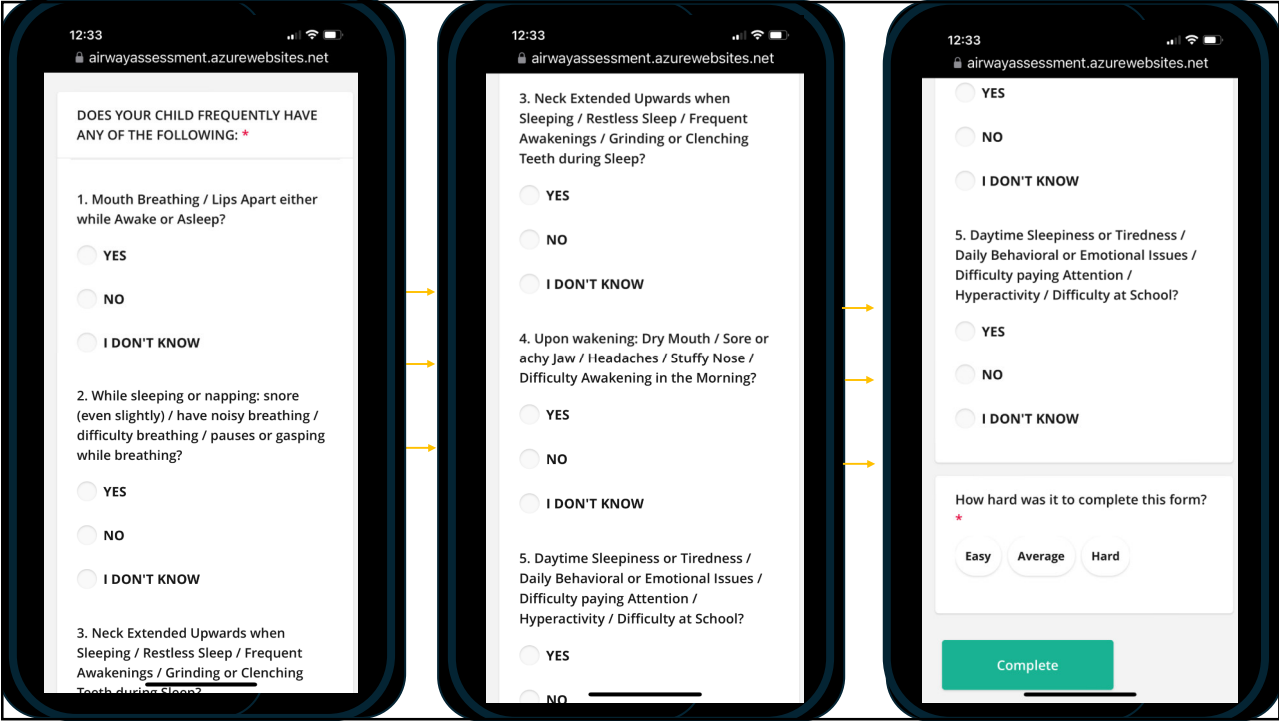 12:33
airwayassessment.azurewebsites.net
DOES YOUR CHILD FREQUENTLY HAVE
ANY OF THE FOLLOWING: *
1. Mouth Breathing / Lips Apart either
while Awake or Asleep?
YES
NO
I DON'T KNOW
2. While sleeping or napping: snore
(even slightly) / have noisy breathing /
difficulty breathing / pauses or gasping
while breathing?
YES
NO
I DON'T KNOW
3. Neck Extended Upwards when
Sleeping / Restless Sleep / Frequent
Awakenings / Grinding or Clenching
Teeth during Sleep?
12:33
airwayassessment.azurewebsites.net
3. Neck Extended Upwards when
Sleeping / Restless Sleep / Frequent
Awakenings / Grinding or Clenching
Teeth during Sleep?
YES
NO
I DON'T KNOW
4. Upon wakening: Dry Mouth / Sore or
achy Jaw / Headaches / Stuffy Nose /
Difficulty Awakening in the Morning?
YES
NO
I DON'T KNOW
5. Daytime Sleepiness or Tiredness /
Daily Behavioral or Emotional Issues /
Difficulty paying Attention /
Hyperactivity / Difficulty at School?
YES
NO
12:33
airwayassessment.azurewebsites.net
YES
NO
I DON'T KNOW
5. Daytime Sleepiness or Tiredness /
Daily Behavioral or Emotional Issues /
Difficulty paying Attention /
Hyperactivity / Difficulty at School?
YES
NO
I DON'T KNOW
How hard was it to complete this form?
*
Easy Average Hard
Complete